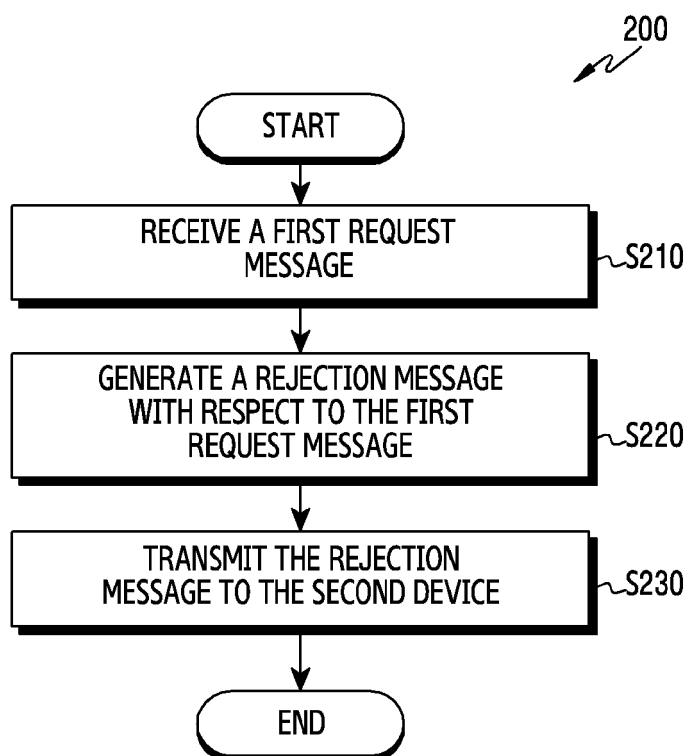 200
START
RECEIVE A FIRST REQUEST
MESSAGE
S210
GENERATE A REJECTION MESSAGE
WITH RESPECT TO THE FIRST
REQUEST MESSAGE
S220
TRANSMIT THE REJECTION
MESSAGE TO THE SECOND DEVICE
S230
END